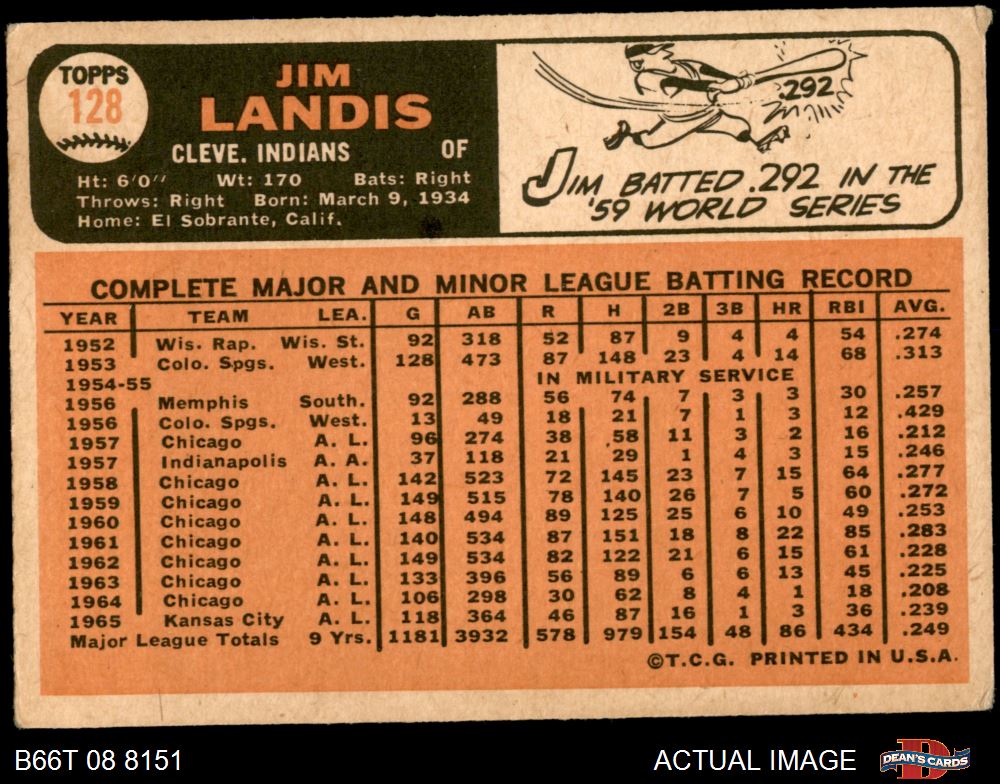 TOPPS
128
JIM
LANDIS
CLEVE. INDIANS OF
Ht: 6'0" Wt: 170 Bats: Right
Throws: Right Born: March 9, 1934
Home: El Sobrante, Calif.
.292
JIM BATTED .292 IN THE
'59 WORLD SERIES
COMPLETE MAJOR AND MINOR LEAGUE BATTING RECORD
YEAR TEAM LEA. G AB R H 2B 3B HR RBI AVG.
1952 Wis. Rap. Wis. St. 92 318 52 87 9 4 4 54 .274
1953 Colo. Spgs. West. 128 473 87 148 23 4 14 68 .313
1954-55 IN MILITARY SERVICE
1956 Memphis South. 92 288 56 74 7 3 3 30 .257
1956 Colo. Spgs. West. 13 49 18 21 7 1 3 12 .429
1957 Chicago A. L. 96 274 38 58 11 3 2 16 .212
1957 Indianapolis A. A. 37 118 21 29 1 4 3 15 .246
1958 Chicago A. L. 142 523 72 145 23 7 15 64 .277
1959 Chicago A. L. 149 515 78 140 26 7 5 60 .272
1960 Chicago A. L. 148 494 89 125 25 6 10 49 .253
1961 Chicago A. L. 140 534 87 151 18 8 22 85 .283
1962 Chicago A. L. 149 534 82 122 21 6 15 61 .228
1963 Chicago A. L. 133 396 56 89 6 6 13 45 .225
1964 Chicago A. L. 106 298 30 62 8 4 1 18 .208
1965 Kansas City A. L. 118 364 46 87 16 1 3 36 .239
Major League Totals 9 Yrs. 1181 3932 578 979 154 48 86 434 .249
©T.C.G. PRINTED IN U.S.A.
B66T 08 8151 ACTUAL IMAGE D DEAN'S CARDS